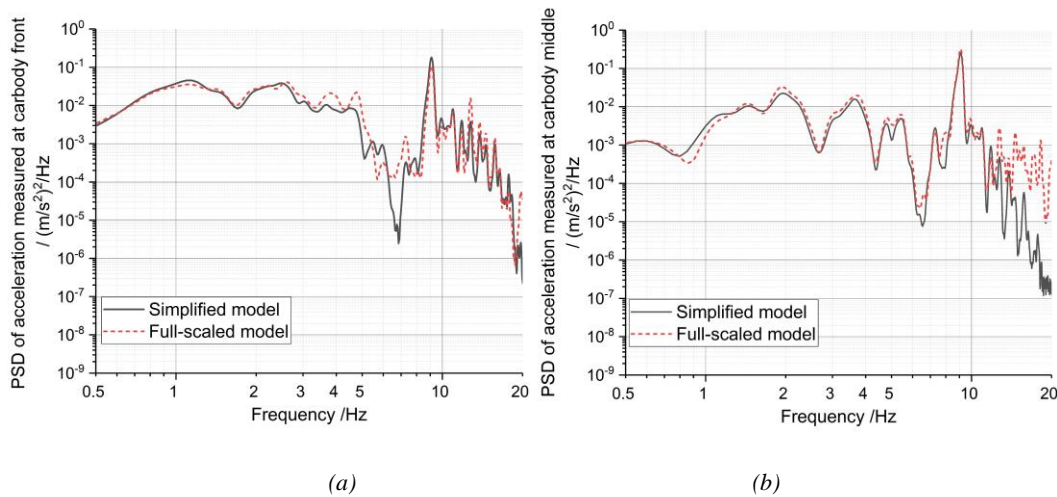 PSD of acceleration measured at carbody front
/ (m/s²)²/Hz
10⁰
10⁻¹
10⁻²
10⁻³
10⁻⁴
10⁻⁵
10⁻⁶
10⁻⁷
10⁻⁸
10⁻⁹
Simplified model
Full-scaled model
0.5 1 2 5 10 20
Frequency /Hz
(a)
PSD of acceleration measured at carbody middle
/ (m/s²)²/Hz
10⁰
10⁻¹
10⁻²
10⁻³
10⁻⁴
10⁻⁵
10⁻⁶
10⁻⁷
10⁻⁸
10⁻⁹
Simplified model
Full-scaled model
0.5 1 2 5 10 20
Frequency /Hz
(b)